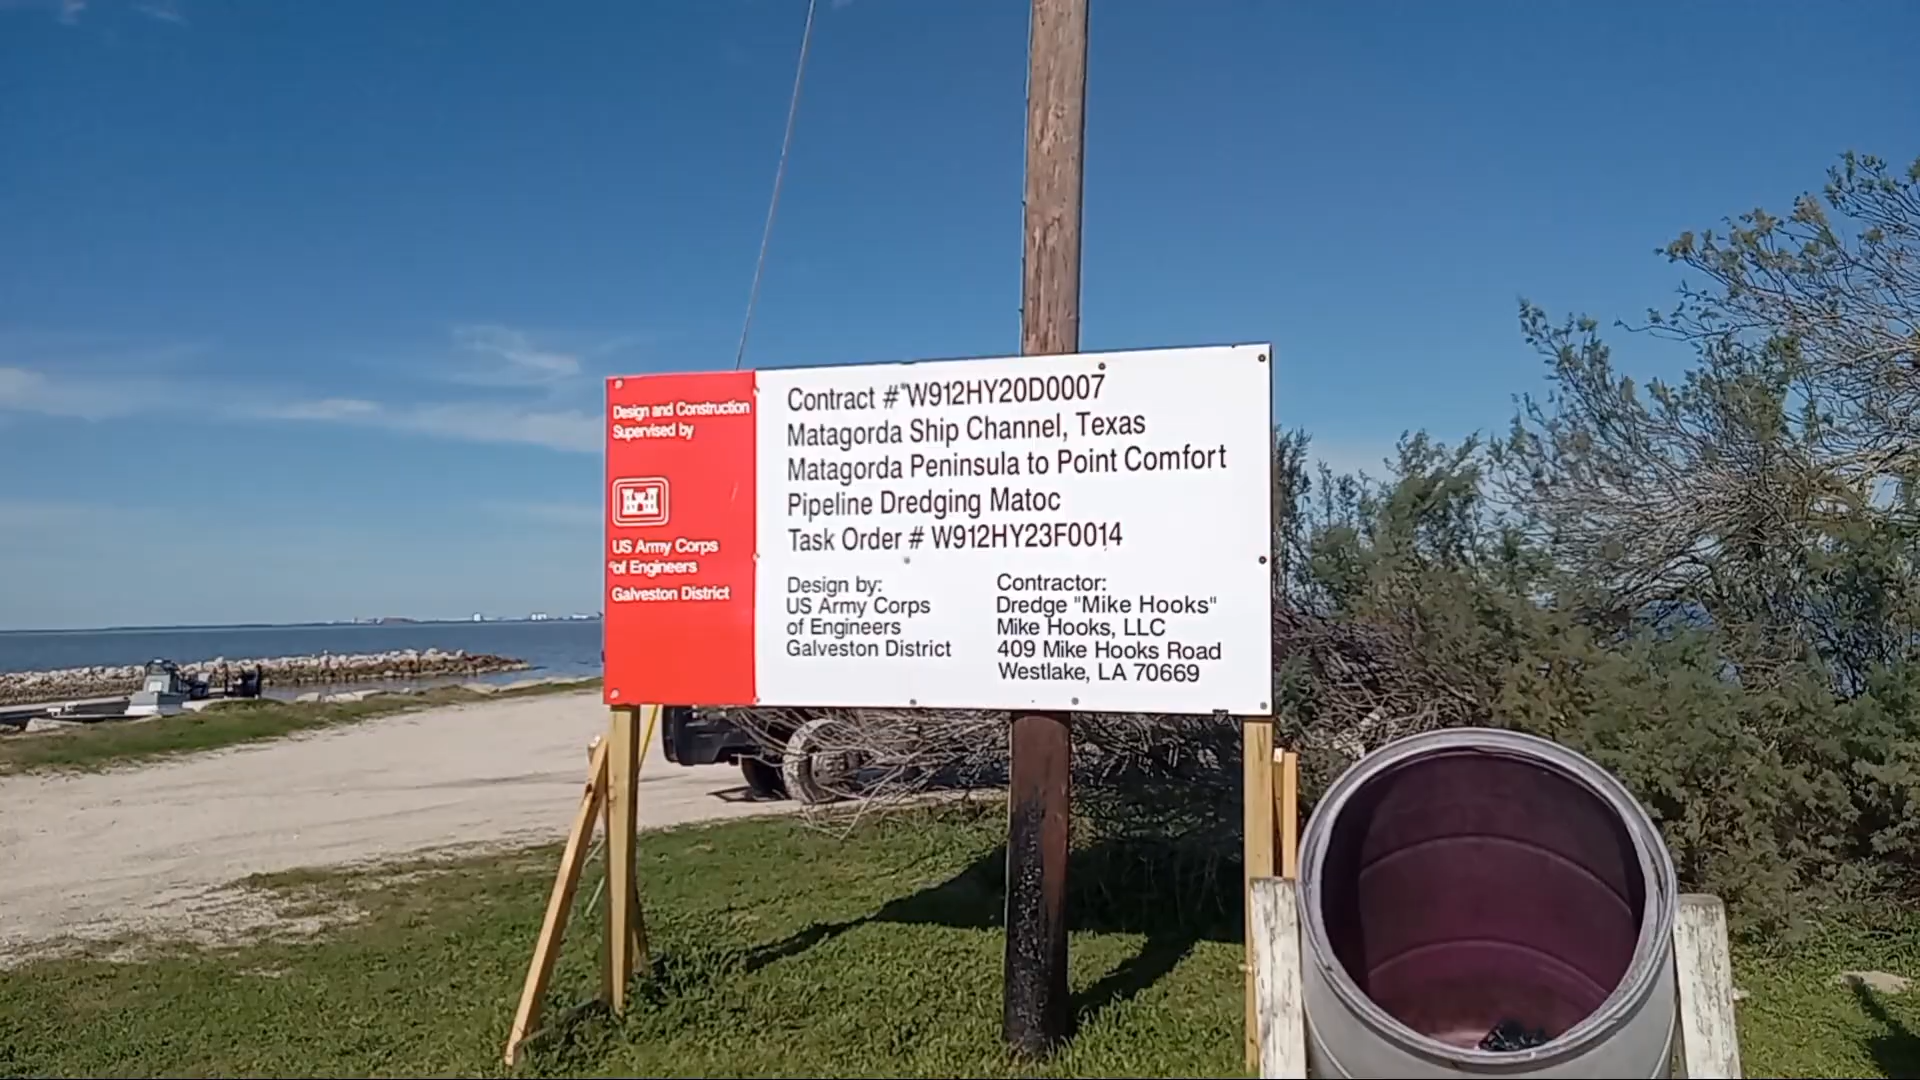 Design and Construction
Supervised by
US Army Corps
of Engineers
Galveston District
Contract # W912HY20D0007
Matagorda Ship Channel, Texas
Matagorda Peninsula to Point Comfort
Pipeline Dredging Matoc
Task Order # W912HY23F0014
Design by:
US Army Corps
of Engineers
Galveston District
Contractor:
Dredge "Mike Hooks"
Mike Hooks, LLC
409 Mike Hooks Road
Westlake, LA 70669